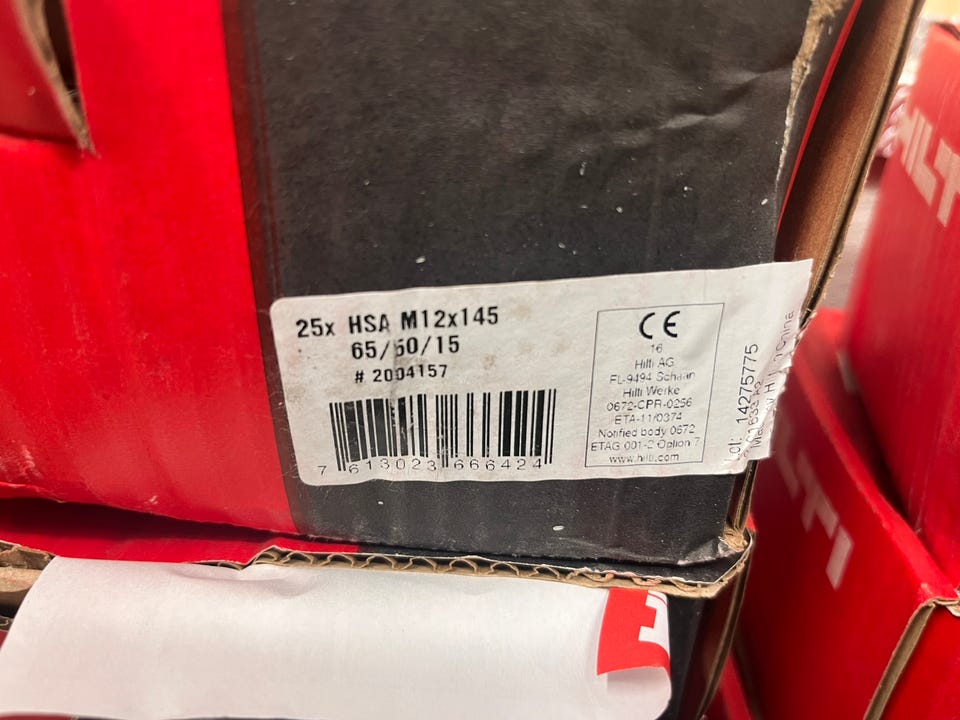 25x HSA M12x145
65/50/15
# 2004157
7 613023 666424
CE
16
Hilti AG
FL-9494 Schaan
Hilti Werke
0672-CPR-0256
ETA-11/0374
Notified body 0672
ETAG 001-2 Option 7
www.hilti.com
Lot: 14275775
China
HILTI